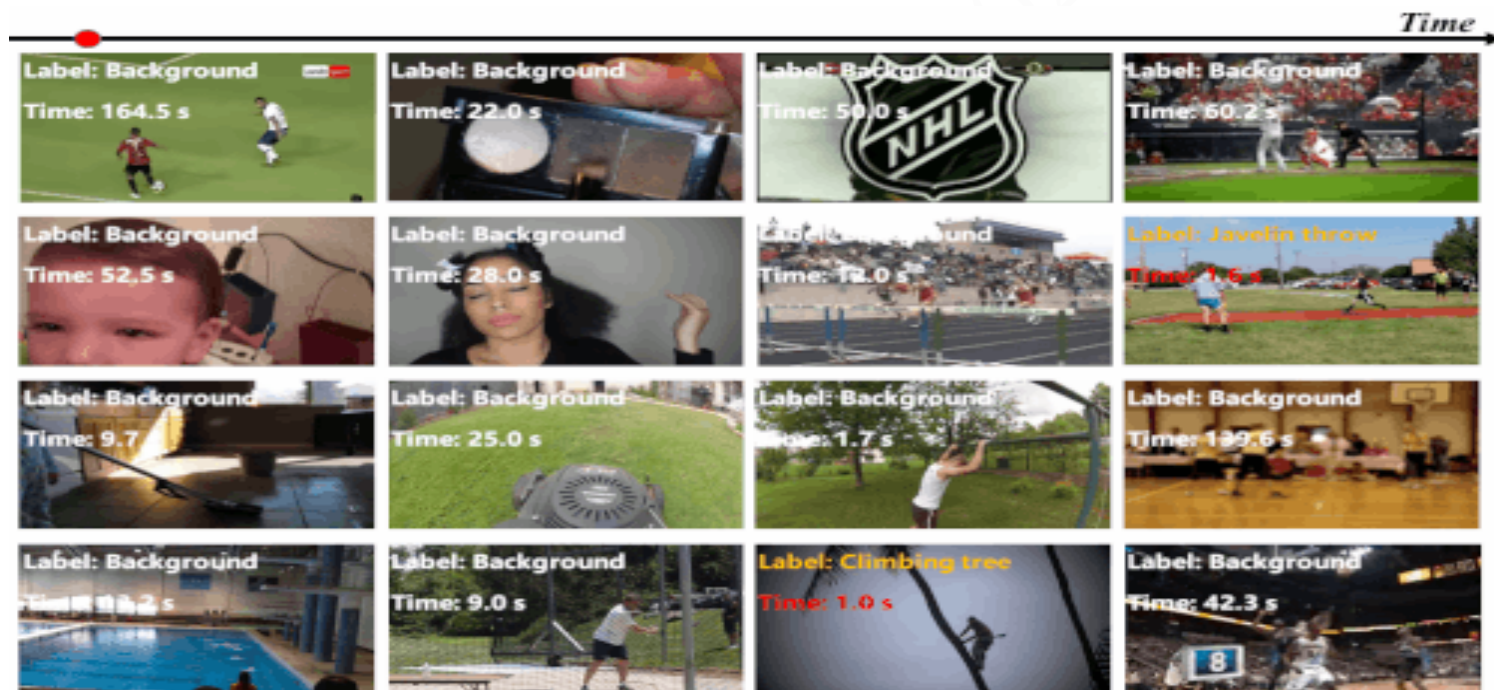 Time
Label: Background
Time: 164.5 s
Label: Background
Time: 22.0 s
Label: Background
Time: 50.0 s
NHL
Label: Background
Time: 60.2 s
Label: Background
Time: 52.5 s
Label: Background
Time: 28.0 s
Label: Background
Time: 12.0 s
Label: Javelin throw
Time: 1.6 s
Label: Background
Time: 9.7
Label: Background
Time: 25.0 s
Label: Background
Time: 1.7 s
Label: Background
Time: 139.6 s
Label: Background
s
Label: Background
Time: 9.0 s
Label: Climbing tree
Time: 1.0 s
Label: Background
Time: 42.3 s
8